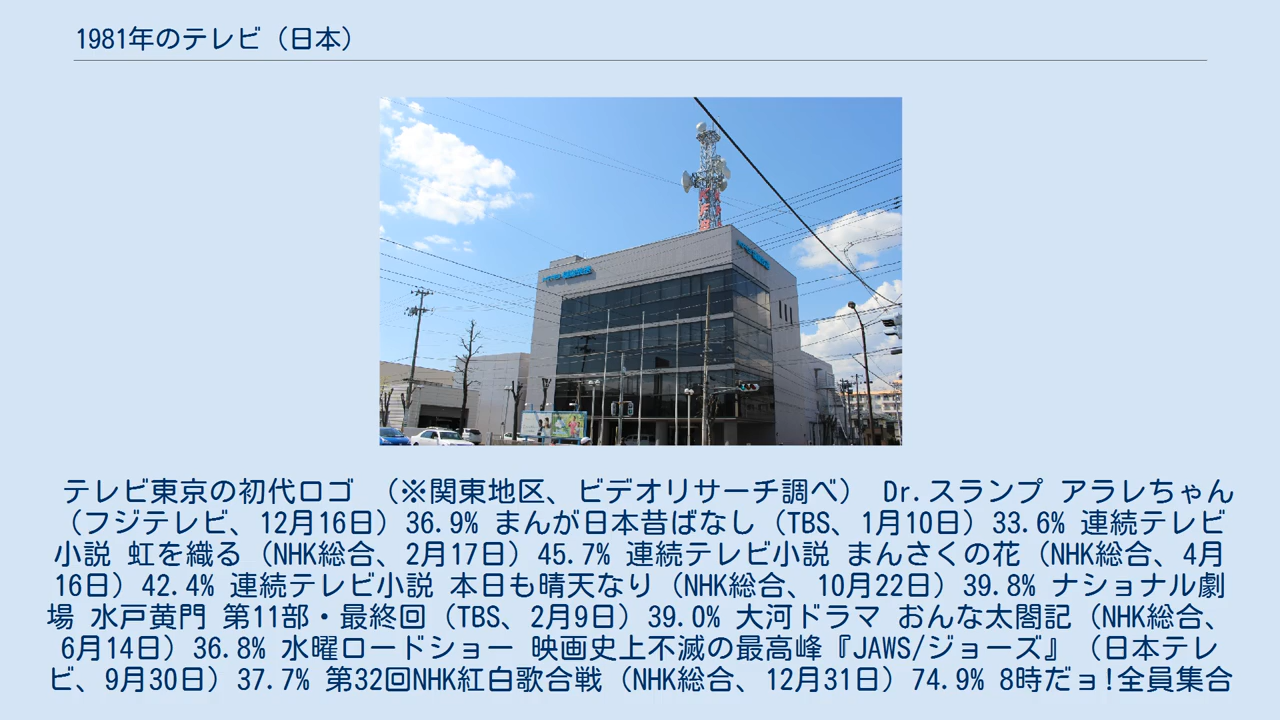 1981年のテレビ（日本）
テレビ東京の初代ロゴ （※関東地区、ビデオリサーチ調べ） Dr.スランプ アラレちゃん
（フジテレビ、12月16日）36.9% まんが日本昔ばなし（TBS、1月10日）33.6% 連続テレビ
小説 虹を織る（NHK総合、2月17日）45.7% 連続テレビ小説 まんさくの花（NHK総合、4月
16日）42.4% 連続テレビ小説 本日も晴天なり（NHK総合、10月22日）39.8% ナショナル劇
場 水戸黄門 第11部・最終回（TBS、2月9日）39.0% 大河ドラマ おんな太閤記（NHK総合、
6月14日）36.8% 水曜ロードショー 映画史上不滅の最高峰『JAWS/ジョーズ』（日本テレ
ビ、9月30日）37.7% 第32回NHK紅白歌合戦（NHK総合、12月31日）74.9% 8時だョ!全員集合